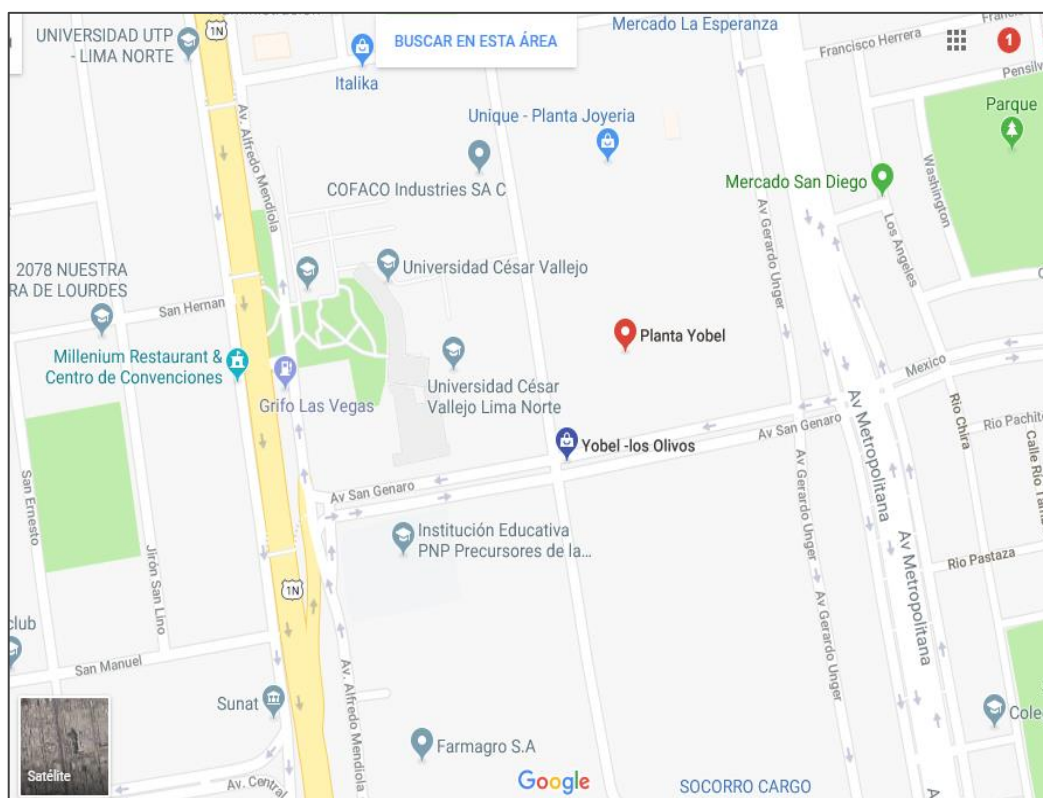 UNIVERSIDAD UTP
- LIMA NORTE
1N
Italika
BUSCAR EN ESTA ÁREA
Mercado La Esperanza
Francisco Herrera
1
Parque
Av. Alfredo Mendiola
COFACO Industries SA C
Unique - Planta Joyeria
Mercado San Diego
Av Gerardo Unger
Washington
Los Angeles
2078 NUESTRA
RA DE LOURDES
San Hernan
Universidad César Vallejo
Planta Yobel
Millenium Restaurant &
Centro de Convenciones
Grifo Las Vegas
Universidad César
Vallejo Lima Norte
Mexico
Av Metropolitana
Av San Genaro
Yobel -los Olivos
Rio Chira
Rio Pachite
San Ernesto
Jirón San Lino
Av San Genaro
Institución Educativa
PNP Precursores de la...
Av Gerardo Unger
Av Metropolitana
Rio Pastaza
1N
club
San Manuel
Av Gerardo Unger
Sunat
Av. Alfredo Mendiola
Farmagro S.A
Cole
Satélite
Av. Central
Google
SOCORRO CARGO
Av